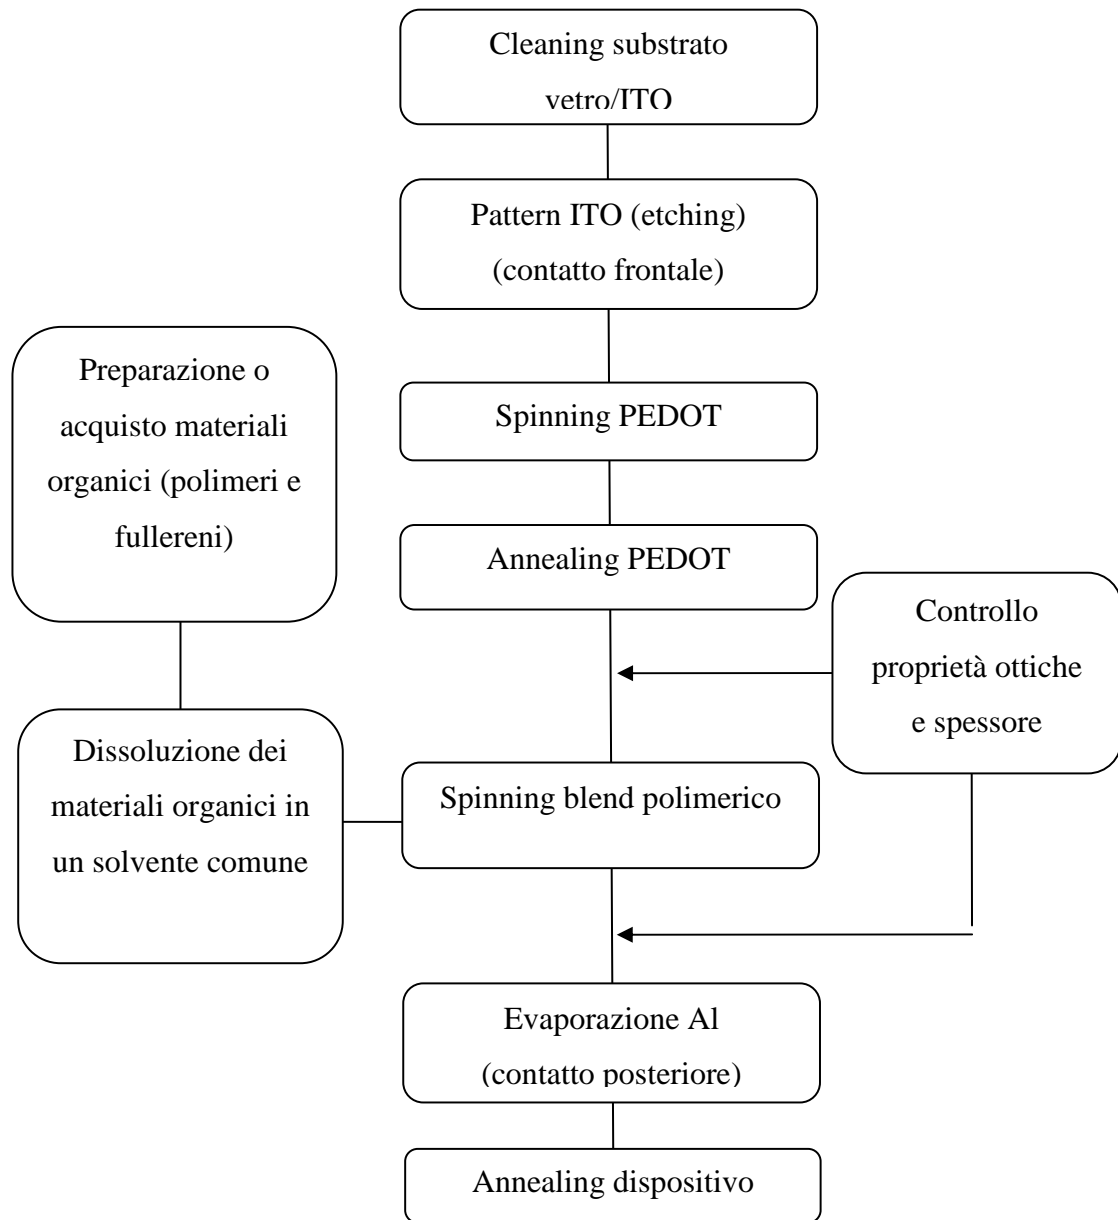 Cleaning substrato
vetro/ITO
Pattern ITO (etching)
(contatto frontale)
Preparazione o
acquisto materiali
organici (polimeri e
fullereni)
Spinning PEDOT
Annealing PEDOT
Controllo
proprietà ottiche
e spessore
Dissoluzione dei
materiali organici in
un solvente comune
Spinning blend polimerico
Evaporazione Al
(contatto posteriore)
Annealing dispositivo